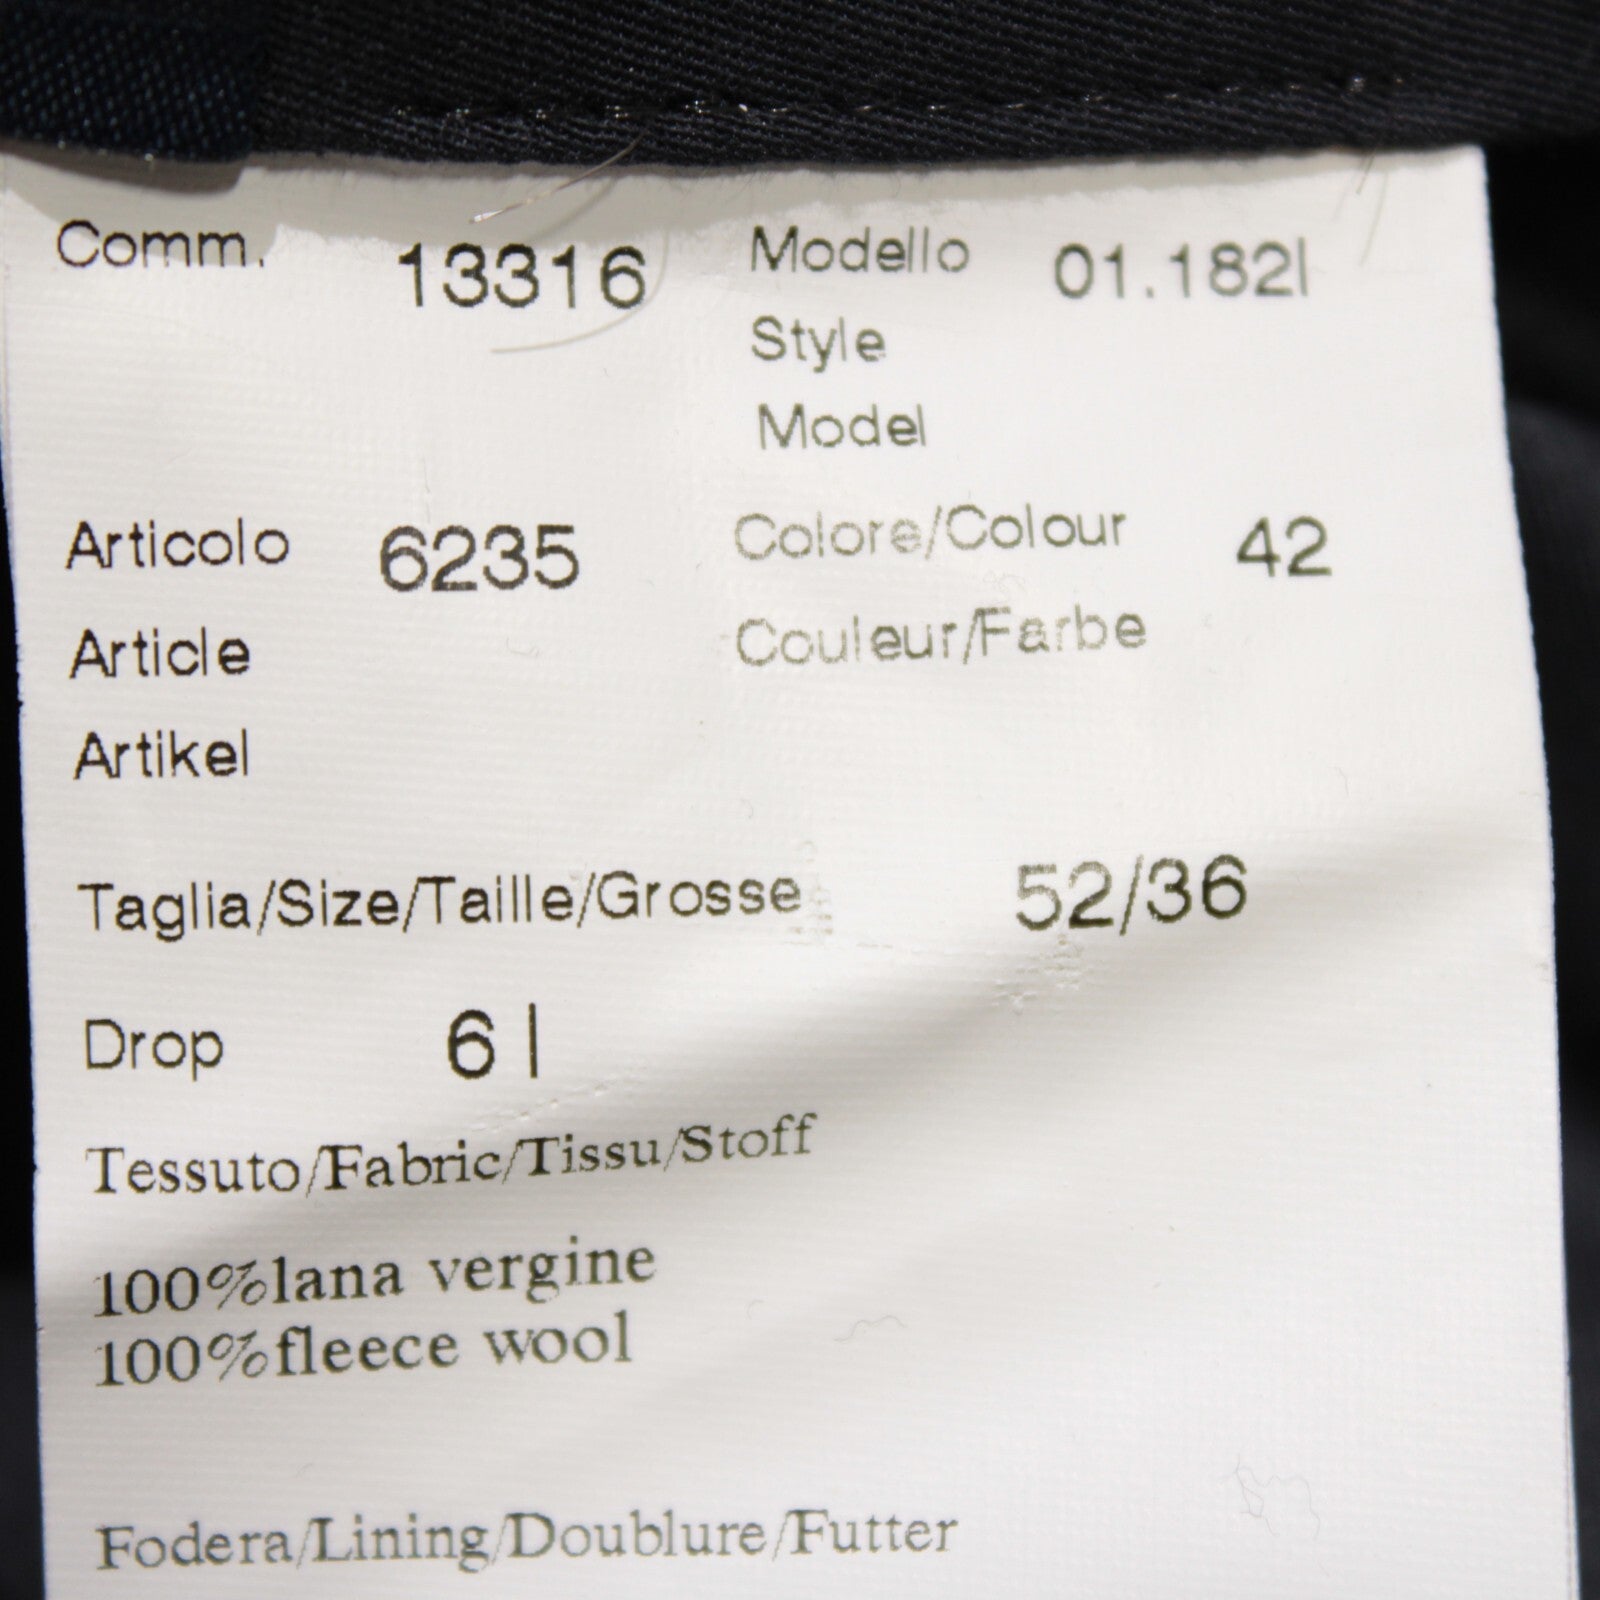 Comm. 13316 Modello 01.182l
Style
Model
Articolo 6235 Colore/Colour 42
Article Couleur/Farbe
Artikel
Taglia/Size/Taille/Grosse 52/36
Drop 6 l
Tessuto/Fabric/Tissu/Stoff
100%lana vergine
100%fleece wool
Fodera/Lining/Doublure/Futter